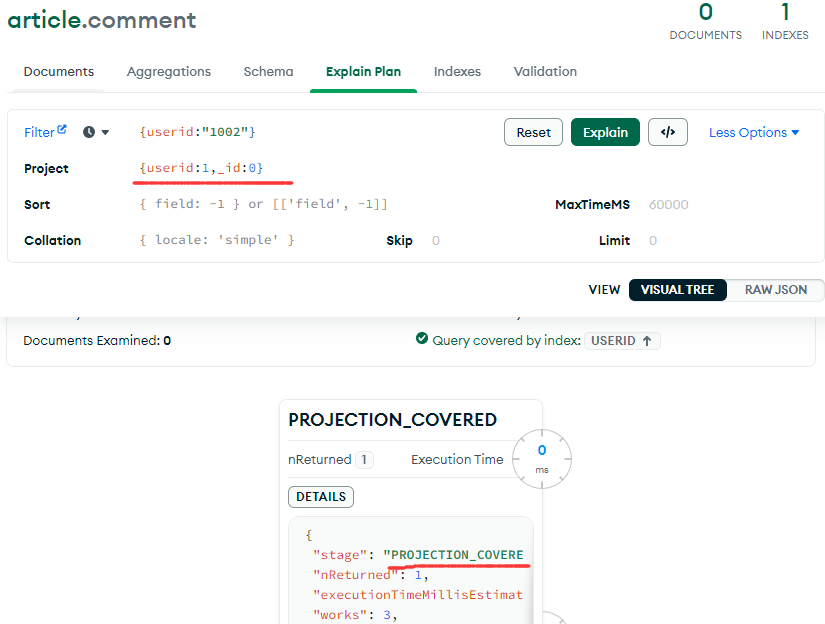 article.comment
0 1
DOCUMENTS INDEXES
Documents Aggregations Schema Explain Plan Indexes Validation
Filter {userid:"1002"} Reset Explain </> Less Options
Project {userid:1,_id:0}
Sort { field: -1 } or [['field', -1]] MaxTimeMS 60000
Collation { locale: 'simple' } Skip 0 Limit 0
VIEW VISUAL TREE RAW JSON
Documents Examined: 0 Query covered by index: USERID ↑
PROJECTION_COVERED
nReturned 1 Execution Time 0 ms
DETAILS
{
"stage": "PROJECTION_COVERE
"nReturned": 1,
"executionTimeMillisEstimat
"works": 3,